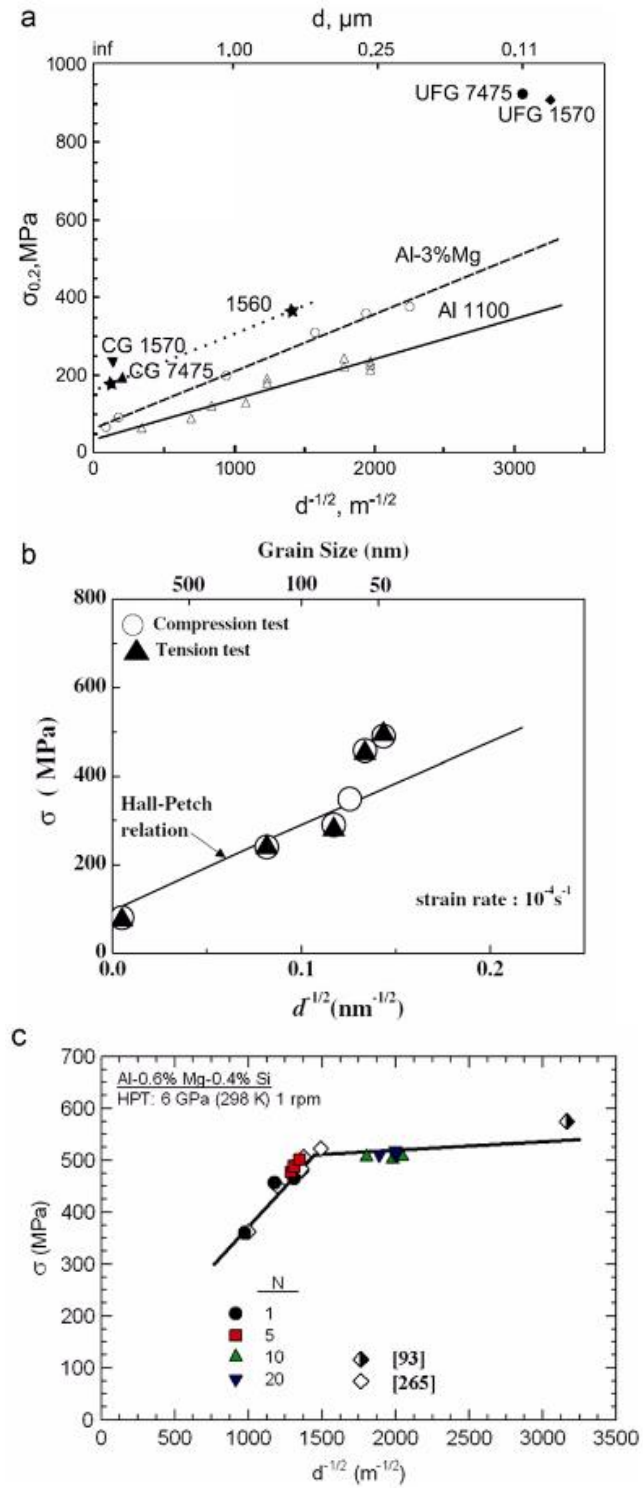 a
d, µm
inf 1.00 0.25 0.11
1000
800
600
400
200
0
σ0,2,MPa
UFG 7475
UFG 1570
Al-3%Mg
1560
Al 1100
CG 1570
CG 7475
0 1000 2000 3000
d-1/2, m-1/2
b
Grain Size (nm)
500 100 50
800
600
400
200
0
σ ( MPa)
Compression test
Tension test
Hall-Petch
relation
strain rate : 10-4s-1
0.0 0.1 0.2
d-1/2(nm-1/2)
c
700
600
500
400
300
200
100
0
σ (MPa)
Al-0.6% Mg-0.4% Si
HPT: 6 GPa (298 K) 1 rpm
N
1
5
10
20
[93]
[265]
0 500 1000 1500 2000 2500 3000 3500
d-1/2 (m-1/2)